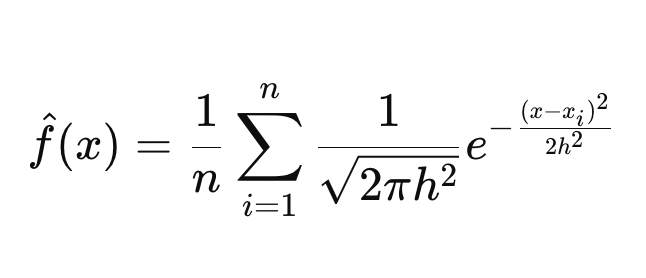 $\hat{f}(x) = \frac{1}{n} \sum_{i=1}^{n} \frac{1}{\sqrt{2\pi h^2}} e^{-\frac{(x-x_i)^2}{2h^2}}$